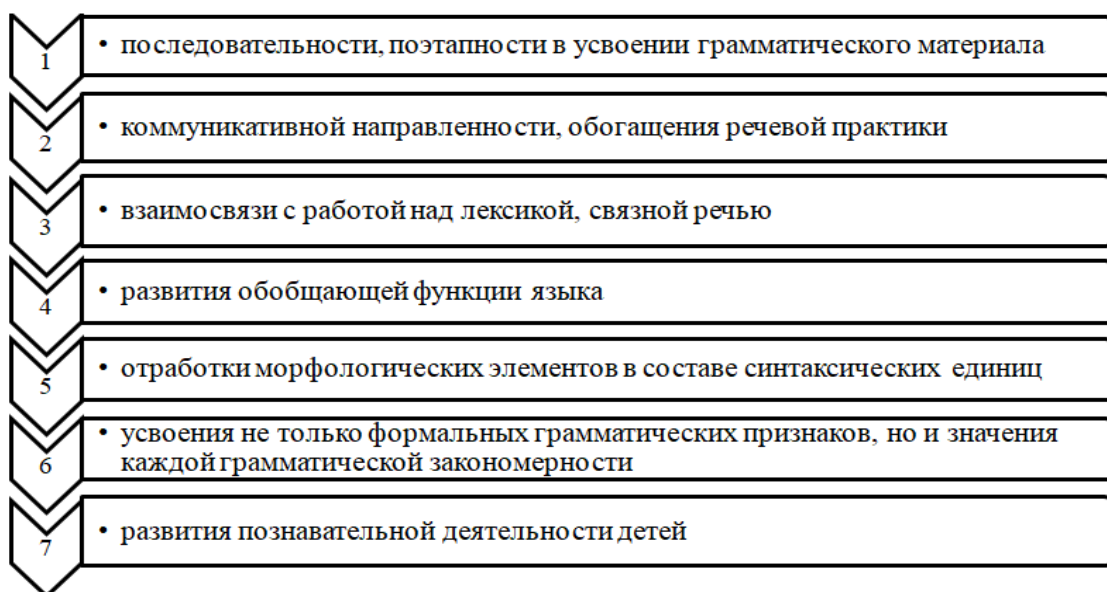 1
• последовательности, поэтапности в усвоении грамматического материала
2
• коммуникативной направленности, обогащения речевой практики
3
• взаимосвязи с работой над лексикой, связной речью
4
• развития обобщающей функции языка
5
• отработки морфологических элементов в составе синтаксических единиц
6
• усвоения не только формальных грамматических признаков, но и значения
каждой грамматической закономерности
7
• развития познавательной деятельности детей